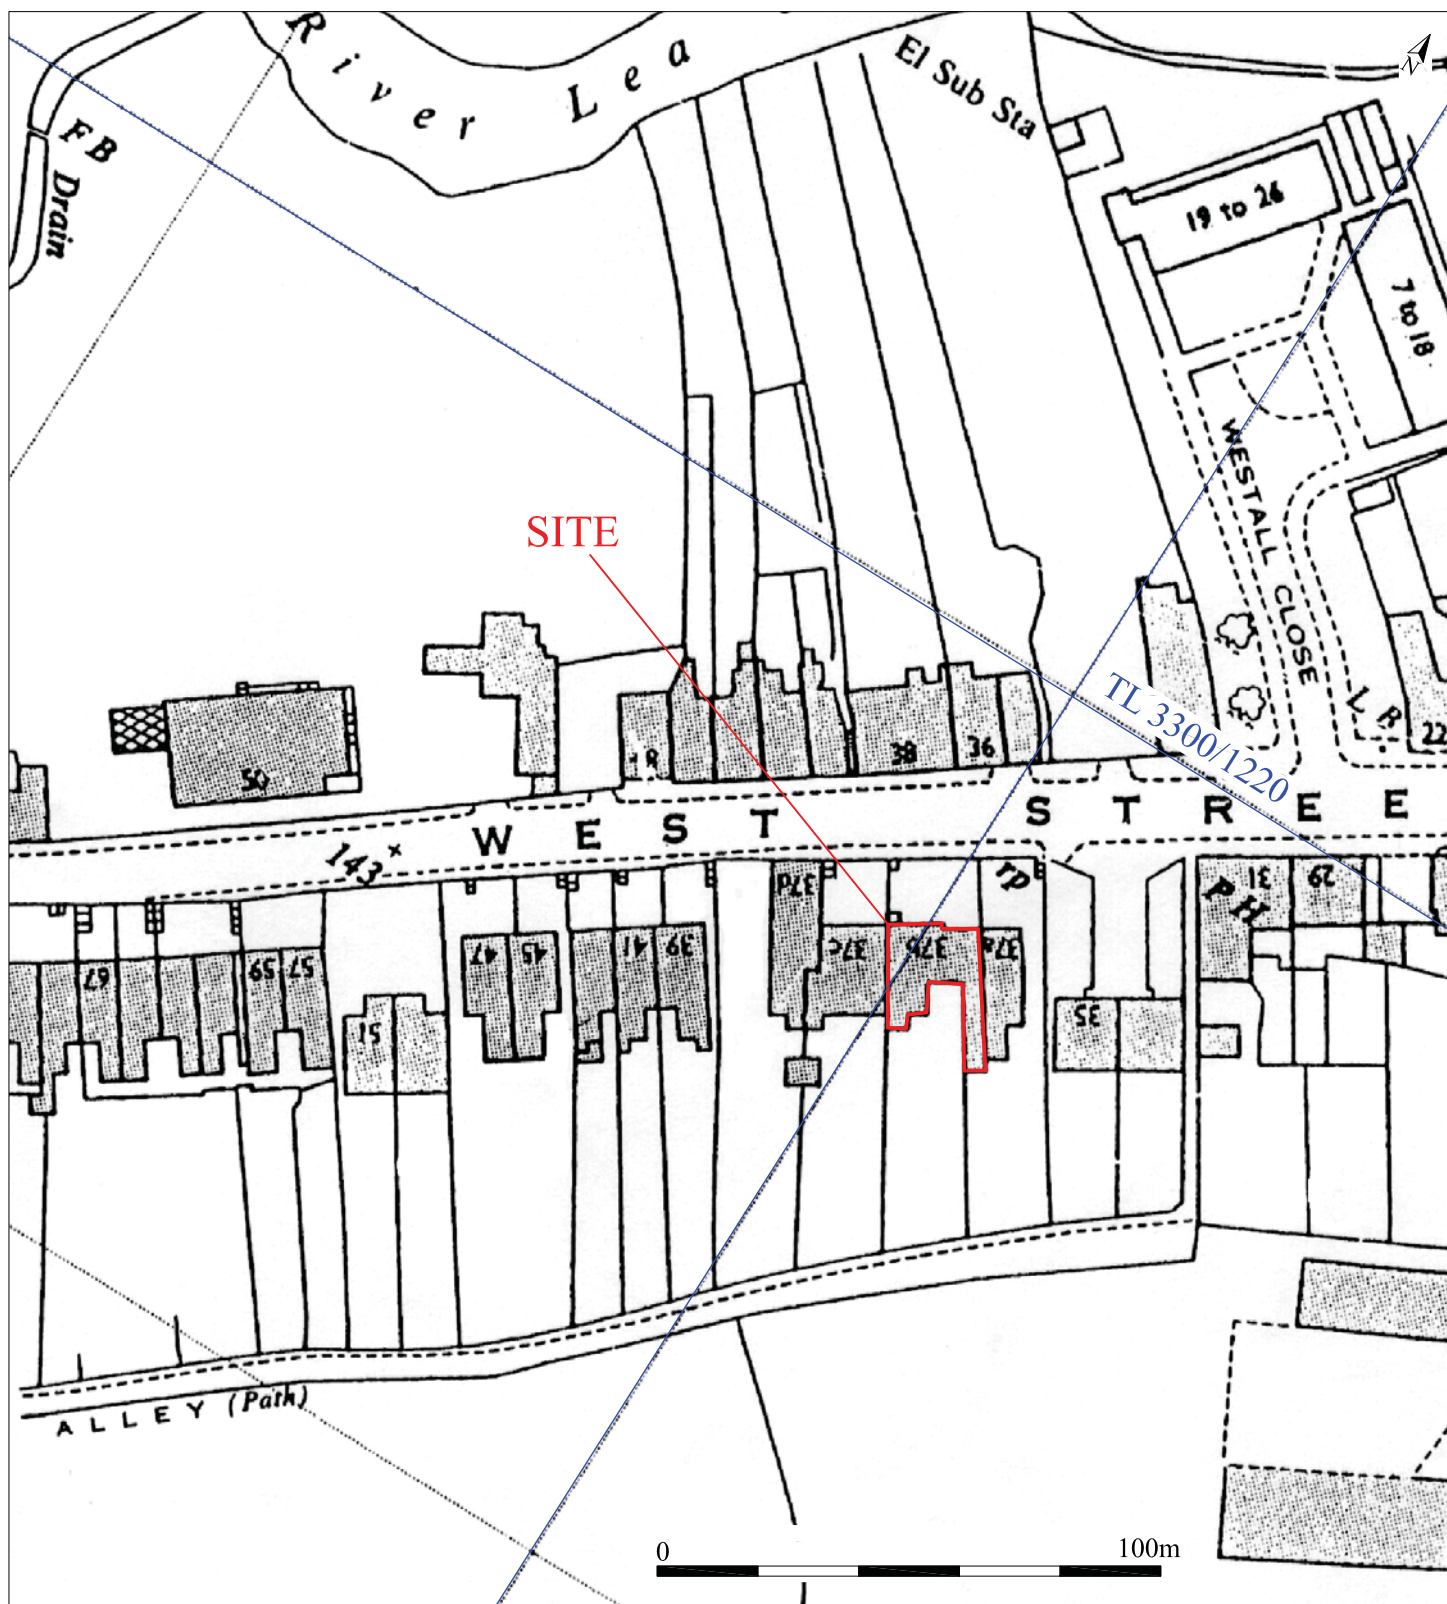 River Lea
El Sub Sta
N
FB
Drain
19 to 26
7 to 18
WESTALL CLOSE
SITE
TL 3300/1220
LB
22
50
38
36
WEST STREE
143
37d
rp
PH
31
29
67
59
57
47
45
41
39
37c
37b
37a
51
35
ALLEY (Path)
0
100m